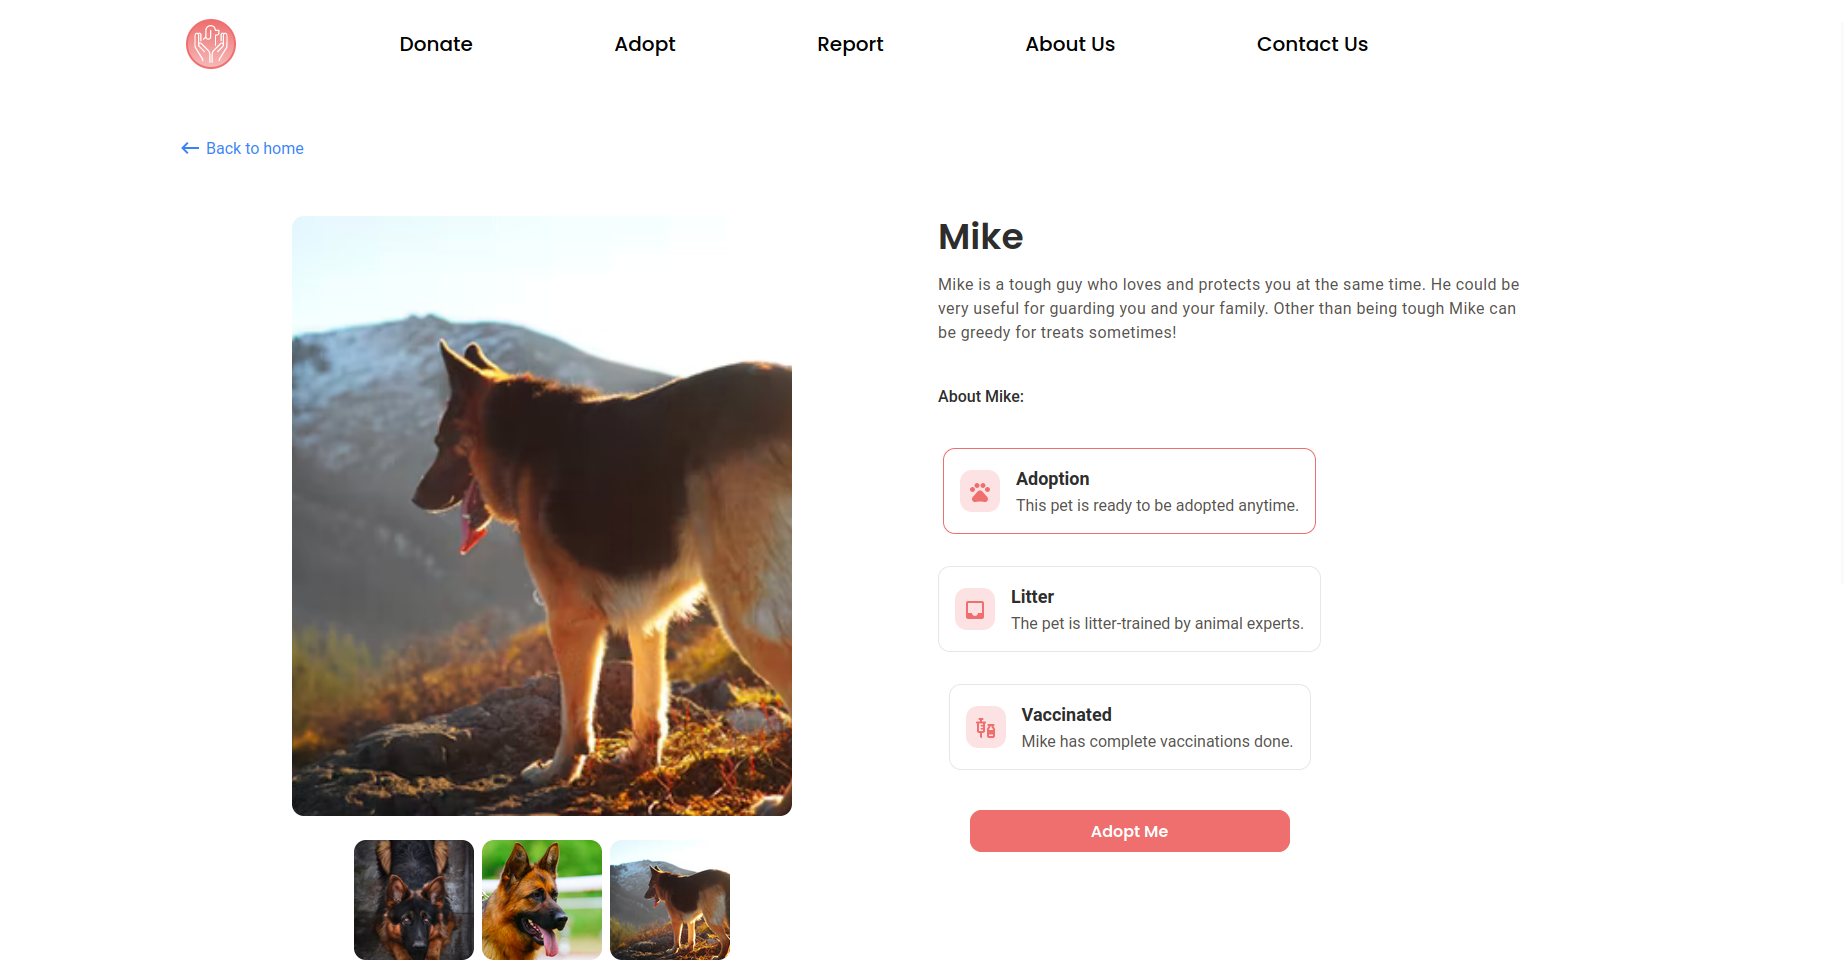 Donate
Adopt
Report
About Us
Contact Us
Back to home
Mike
Mike is a tough guy who loves and protects you at the same time. He could be
very useful for guarding you and your family. Other than being tough Mike can
be greedy for treats sometimes!
About Mike:
Adoption
This pet is ready to be adopted anytime.
Litter
The pet is litter-trained by animal experts.
Vaccinated
Mike has complete vaccinations done.
Adopt Me